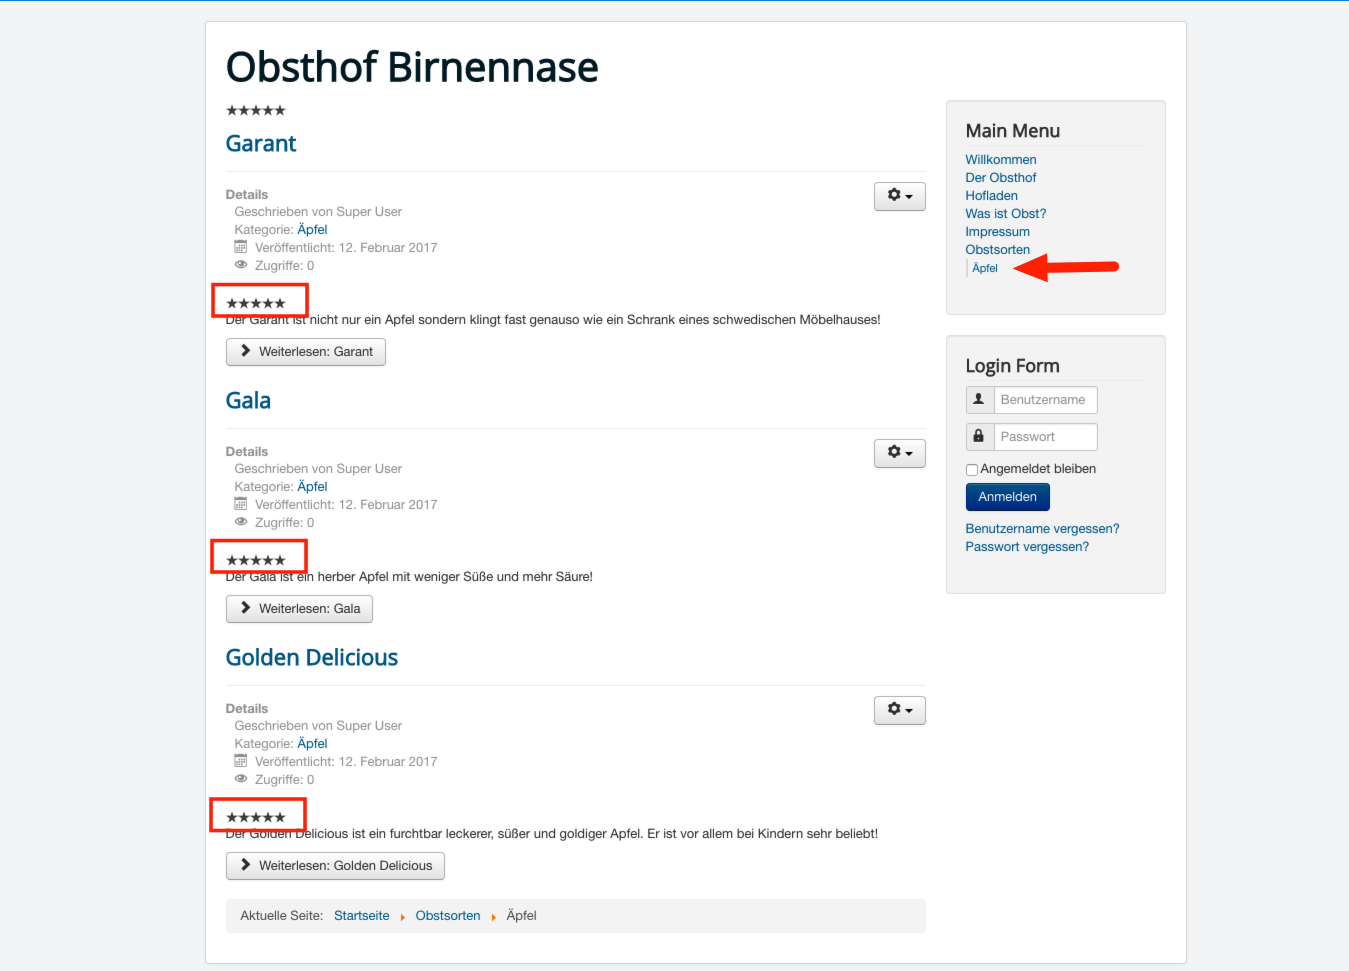 Obsthof Birnennase
★★★★★
Garant
Details
Geschrieben von Super User
Kategorie: Äpfel
Veröffentlicht: 12. Februar 2017
Zugriffe: 0
★★★★★
Der Garant ist nicht nur ein Apfel sondern klingt fast genauso wie ein Schrank eines schwedischen Möbelhauses!
Weiterlesen: Garant
Gala
Details
Geschrieben von Super User
Kategorie: Äpfel
Veröffentlicht: 12. Februar 2017
Zugriffe: 0
★★★★★
Der Gala ist ein herber Apfel mit weniger Süße und mehr Säure!
Weiterlesen: Gala
Golden Delicious
Details
Geschrieben von Super User
Kategorie: Äpfel
Veröffentlicht: 12. Februar 2017
Zugriffe: 0
★★★★★
Der Golden Delicious ist ein furchtbar leckerer, süßer und goldiger Apfel. Er ist vor allem bei Kindern sehr beliebt!
Weiterlesen: Golden Delicious
Aktuelle Seite: Startseite Obstsorten Äpfel
Main Menu
Willkommen
Der Obsthof
Hofladen
Was ist Obst?
Impressum
Obstsorten
Äpfel
Login Form
Benutzername
Passwort
Angemeldet bleiben
Anmelden
Benutzername vergessen?
Passwort vergessen?